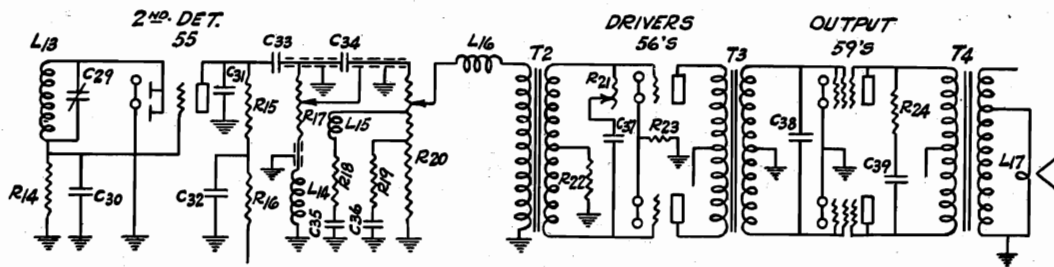 2ND. DET.
55
DRIVERS
56'S
OUTPUT
59'S
L13
C29
C31
C33
C34
L16
T2
R21
T3
T4
R15
R17
L15
C37
R23
C38
R24
R20
L17
R14
C30
C32
R16
L14
R18
R19
R22
C39
C35
C36